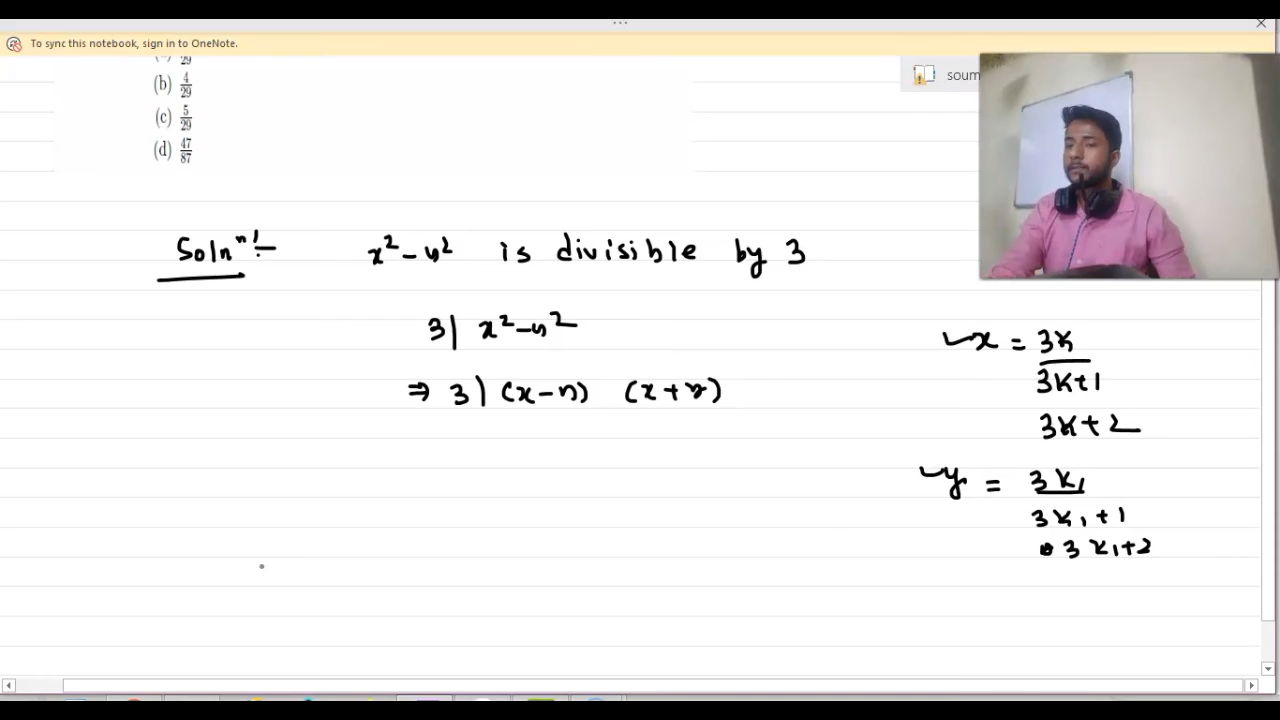 To sync this notebook, sign in to OneNote.
29
(b) 4/29
(c) 5/29
(d) 47/87
soum
Soln^n :- x² - y² is divisible by 3
3 | x² - y²
⇒ 3 | (x - y) (x + y)
x = 3k
3k+1
3k+2
y = 3k₁
3k₁+1
3k₁+2